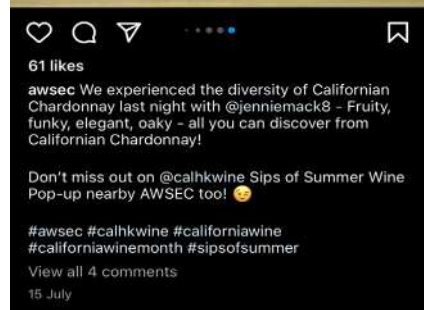 61 likes
awsec We experienced the diversity of Californian
Chardonnay last night with @jenniemack8 - Fruity,
funky, elegant, oaky - all you can discover from
Californian Chardonnay!
Don't miss out on @calhkwine Sips of Summer Wine
Pop-up nearby AWSEC too! 😉
#awsec #calhkwine #californiawine
#californiawinemonth #sipsofsummer
View all 4 comments
15 July